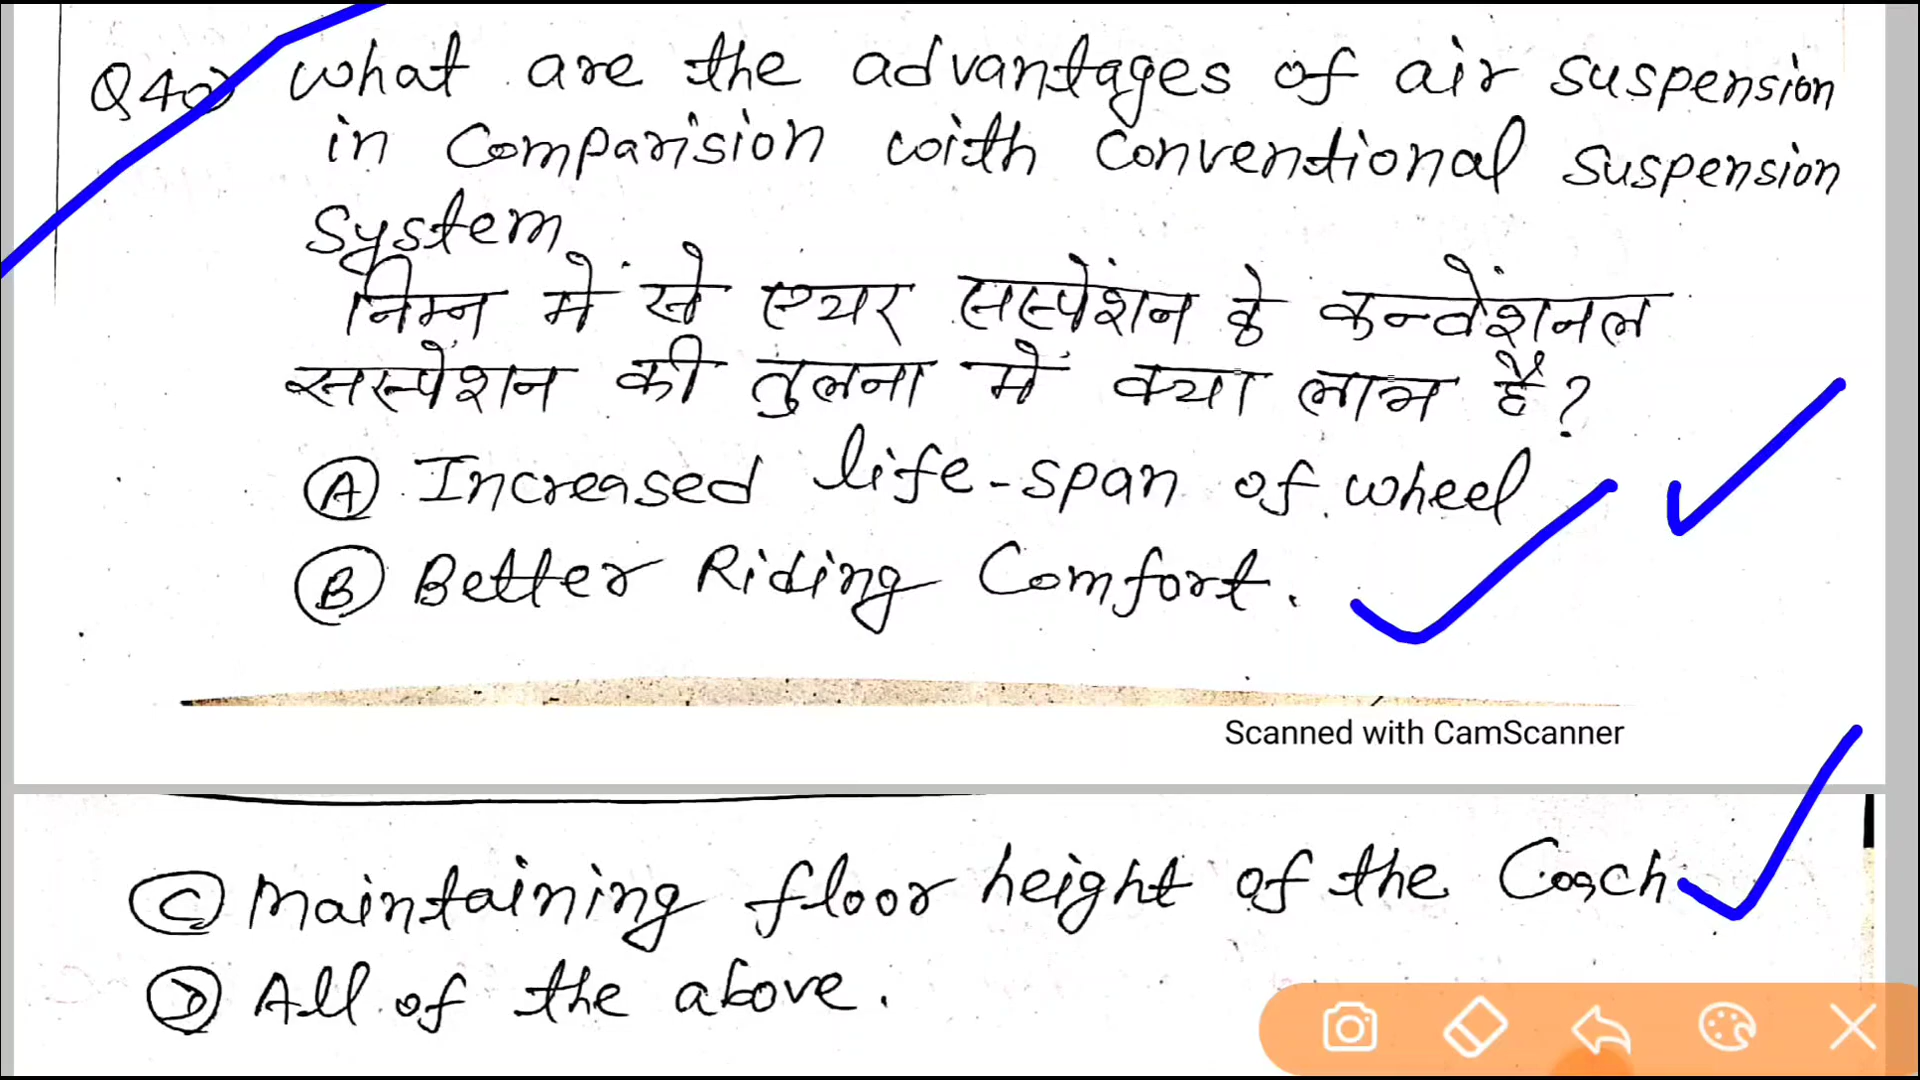 Q40) What are the advantages of air suspension
in Comparision with Conventional Suspension
System
निम्न में से एयर सस्पेंशन के कन्वेंशनल
सस्पेंशन की तुलना में क्या लाभ है?
(A) Increased life-span of wheel
(B) Better Riding Comfort.
Scanned with CamScanner
(C) Maintaining floor height of the Coach
(D) All of the above.